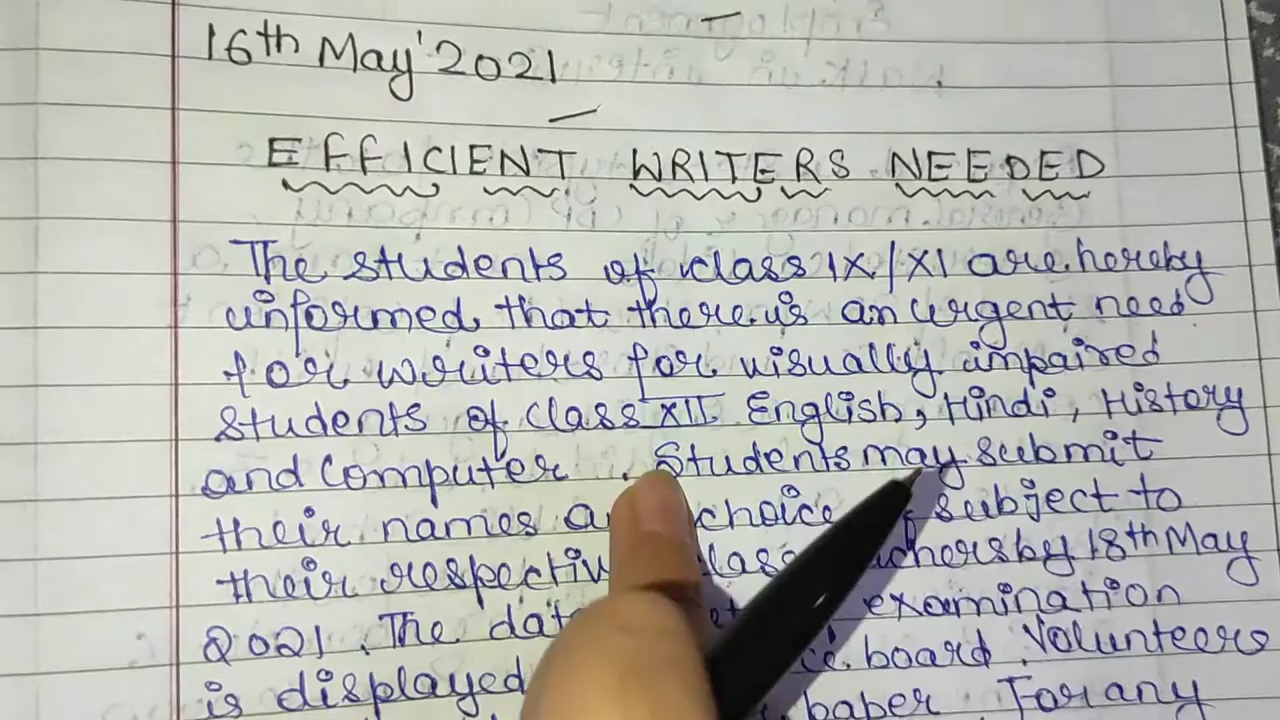 16th May'2021
EFFICIENT WRITERS NEEDED
The students of class IX/XI are hereby
informed that there is an urgent need
for writers for visually impaired
students of class XII English, Hindi, History
and Computer . Students may submit
their names choice of subject to
their by 18th May
2021. The examination
is displayed board. Volunteers
For any